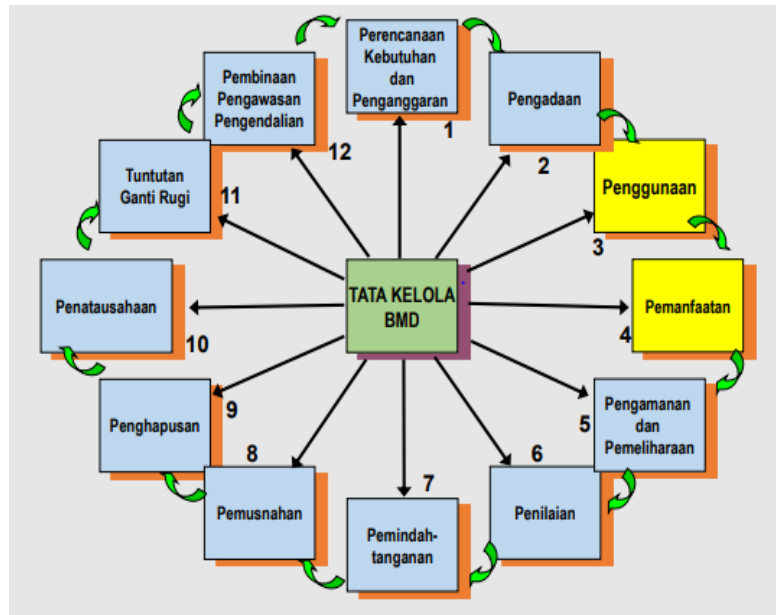 Perencanaan
Kebutuhan
dan
Penganggaran
1
Pengadaan
2
Penggunaan
3
Pemanfaatan
4
Pengamanan
dan
Pemeliharaan
5
Penilaian
6
Pemindah-
tanganan
7
Pemusnahan
8
Penghapusan
9
Penatausahaan
10
Tuntutan
Ganti Rugi
11
Pembinaan
Pengawasan
Pengendalian
12
TATA KELOLA
BMD